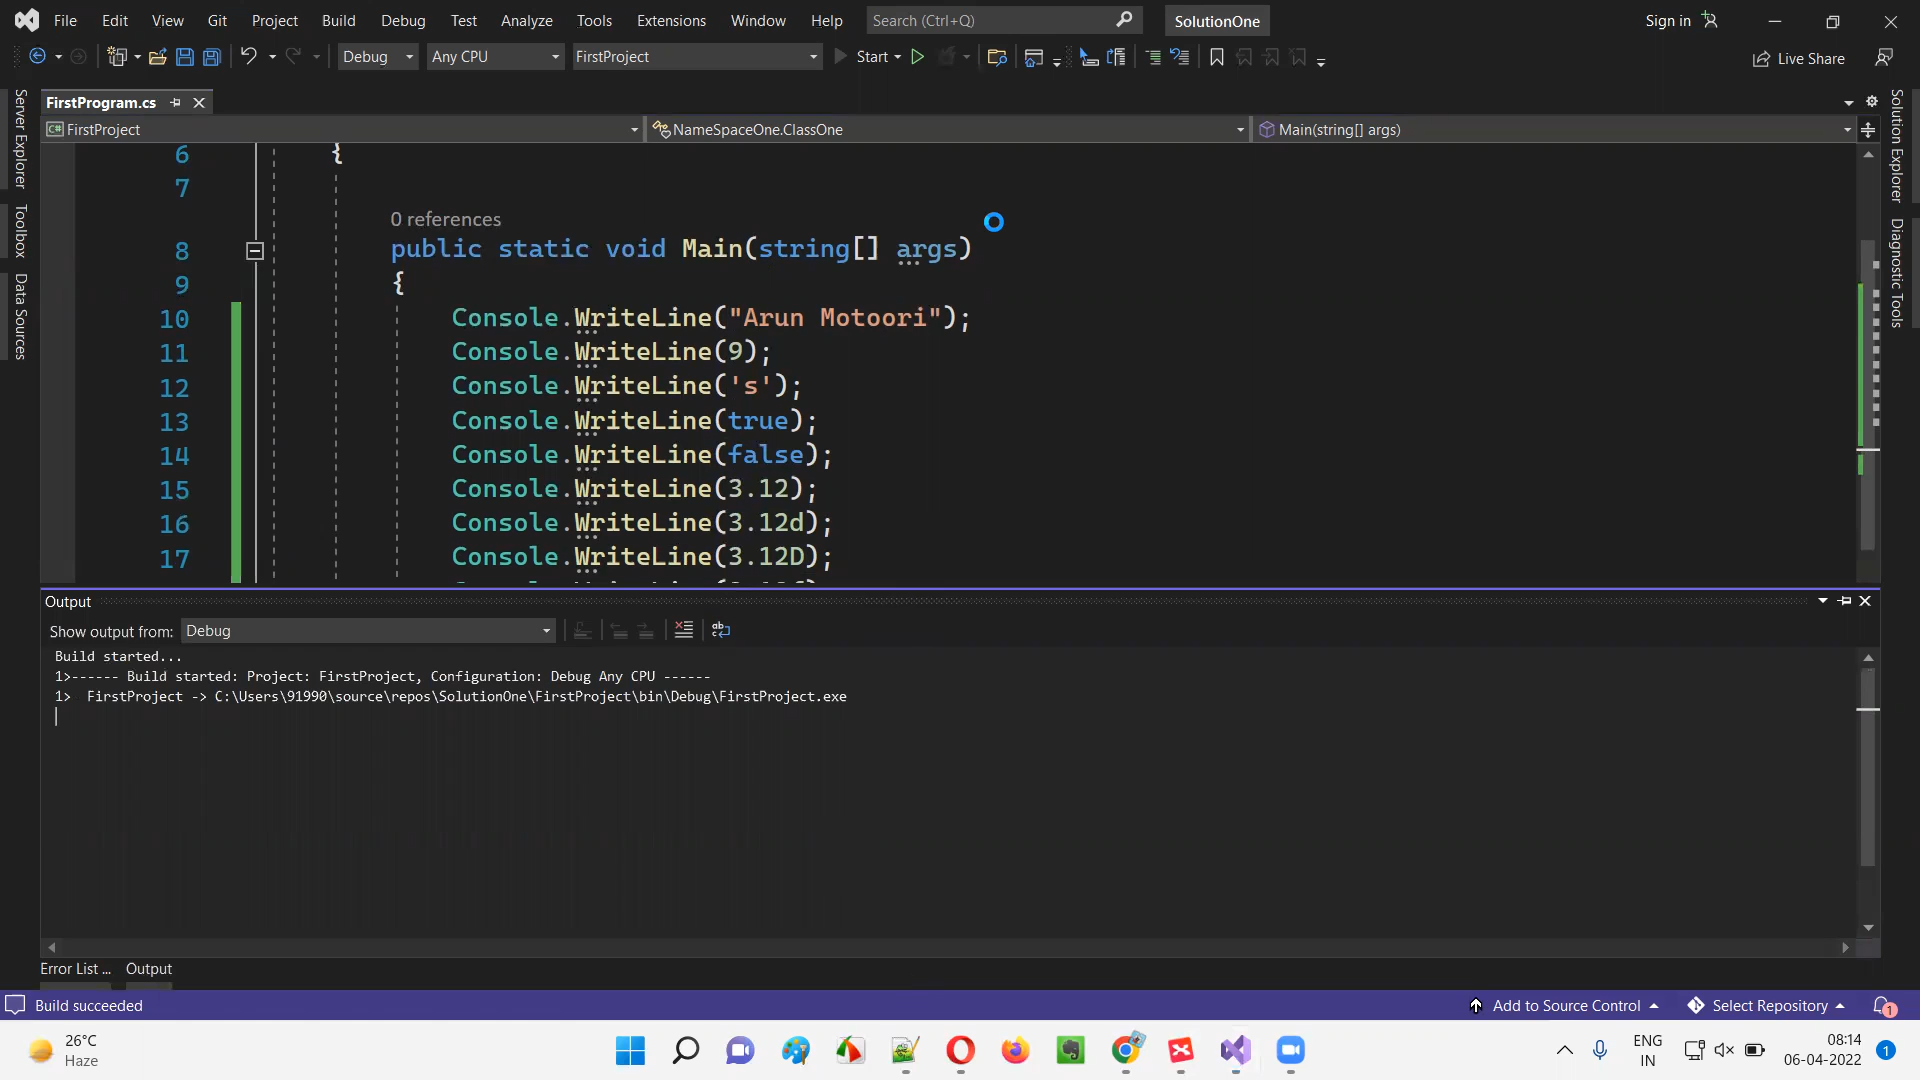 File Edit View Git Project Build Debug Test Analyze Tools Extensions Window Help Search (Ctrl+Q) SolutionOne Sign in
Debug Any CPU FirstProject Start Live Share
FirstProgram.cs
FirstProject NameSpaceOne.ClassOne Main(string[] args)
Server Explorer
Toolbox
Data Sources
Solution Explorer
Diagnostic Tools
6 {
7
0 references
8 public static void Main(string[] args)
9 {
10 Console.WriteLine("Arun Motoori");
11 Console.WriteLine(9);
12 Console.WriteLine('s');
13 Console.WriteLine(true);
14 Console.WriteLine(false);
15 Console.WriteLine(3.12);
16 Console.WriteLine(3.12d);
17 Console.WriteLine(3.12D);
Output
Show output from: Debug
Build started...
1>------ Build started: Project: FirstProject, Configuration: Debug Any CPU ------
1>  FirstProject -> C:\Users\91990\source\repos\SolutionOne\FirstProject\bin\Debug\FirstProject.exe
Error List ... Output
Build succeeded Add to Source Control Select Repository 1
26°C
Haze
ENG
IN
08:14
06-04-2022
1